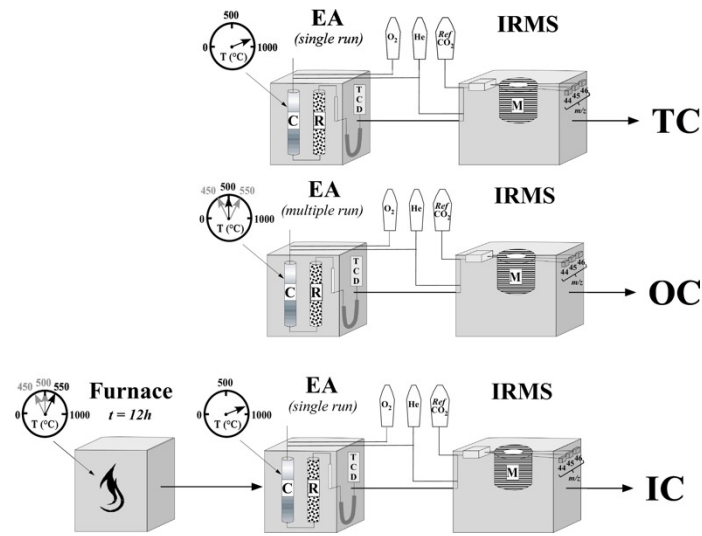 EA
(single run)
IRMS
500
0
1000
T (°C)
O2
He
Ref
CO2
C
R
T
C
D
M
44
45
46
m/z
TC
EA
(multiple run)
IRMS
450
500
550
0
1000
T (°C)
O2
He
Ref
CO2
C
R
T
C
D
M
44
45
46
m/z
OC
Furnace
t = 12h
450
500
550
0
1000
T (°C)
EA
(single run)
IRMS
500
0
1000
T (°C)
O2
He
Ref
CO2
C
R
T
C
D
M
44
45
46
m/z
IC